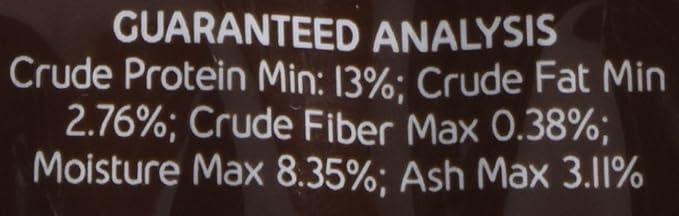 GUARANTEED ANALYSIS
Crude Protein Min: 13%; Crude Fat Min
2.76%; Crude Fiber Max 0.38%;
Moisture Max 8.35%; Ash Max 3.11%